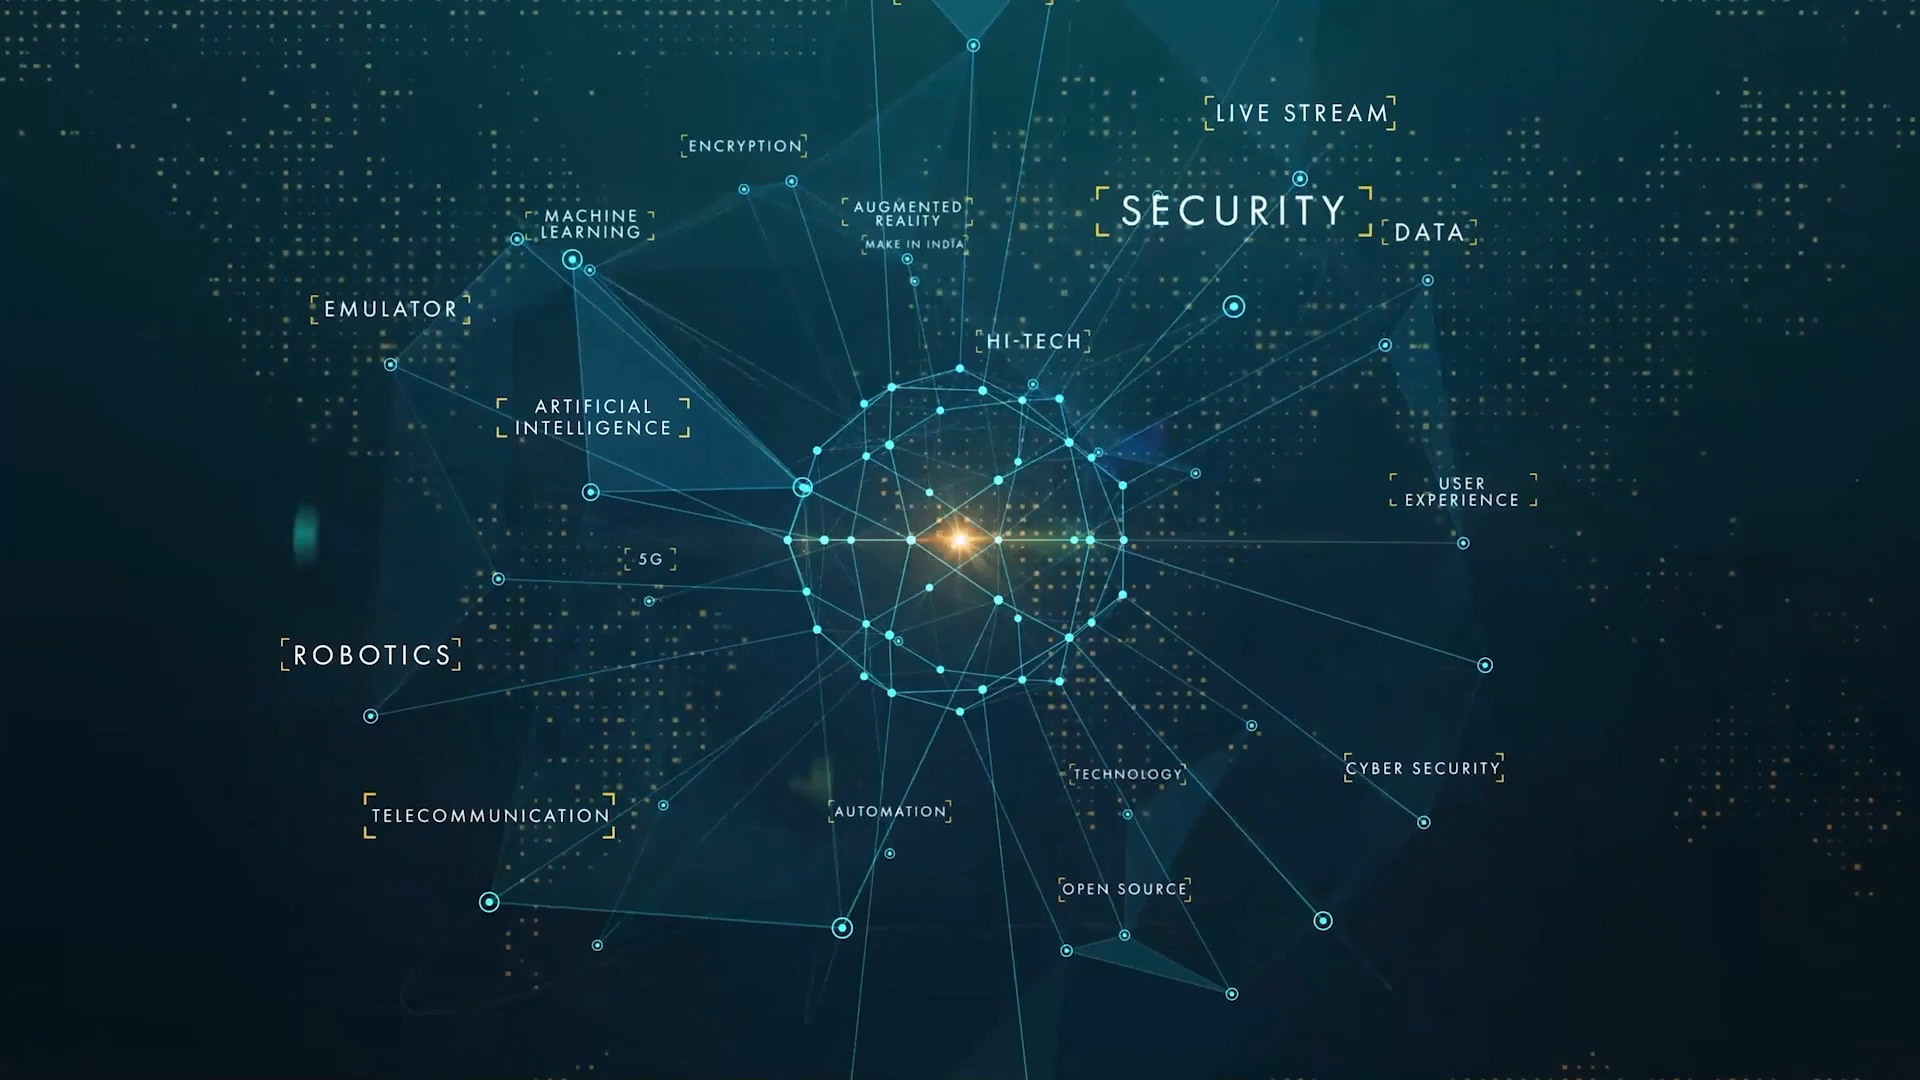 LIVE STREAM
ENCRYPTION
AUGMENTED
REALITY
MAKE IN INDIA
SECURITY
DATA
MACHINE
LEARNING
EMULATOR
HI-TECH
ARTIFICIAL
INTELLIGENCE
USER
EXPERIENCE
5G
ROBOTICS
TECHNOLOGY
CYBER SECURITY
TELECOMMUNICATION
AUTOMATION
OPEN SOURCE